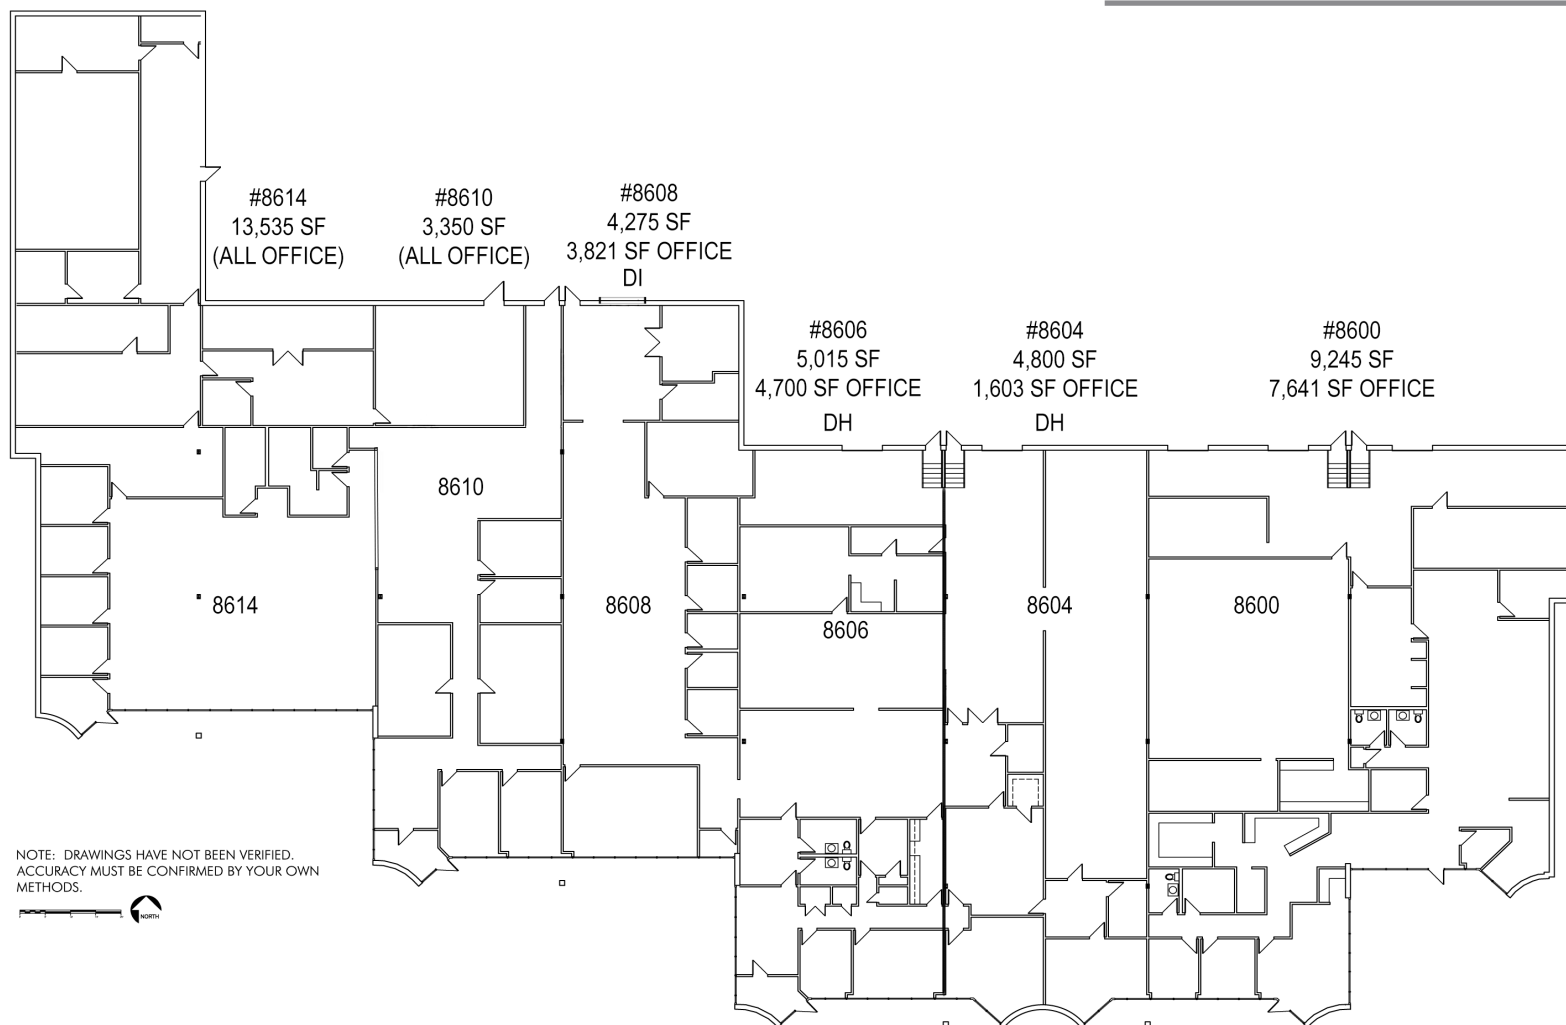 #8614
13,535 SF
(ALL OFFICE)
#8610
3,350 SF
(ALL OFFICE)
#8608
4,275 SF
3,821 SF OFFICE
DI
#8606
5,015 SF
4,700 SF OFFICE
DH
#8604
4,800 SF
1,603 SF OFFICE
DH
#8600
9,245 SF
7,641 SF OFFICE
8610
8614
8608
8606
8604
8600
NOTE: DRAWINGS HAVE NOT BEEN VERIFIED.
ACCURACY MUST BE CONFIRMED BY YOUR OWN
METHODS.
NORTH